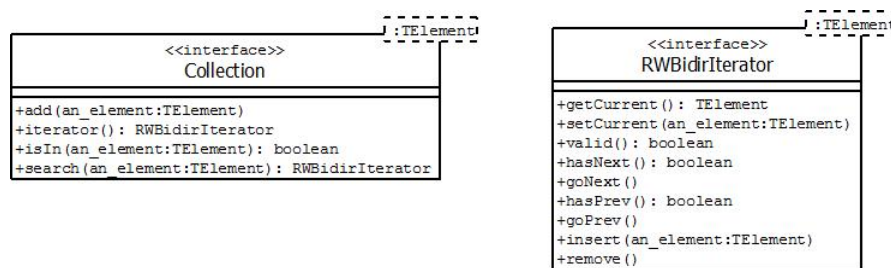 :TElement
<<interface>>
Collection
+add(an_element:TElement)
+iterator(): RWBidirIterator
+isIn(an_element:TElement): boolean
+search(an_element:TElement): RWBidirIterator
:TElement
<<interface>>
RWBidirIterator
+getCurrent(): TElement
+setCurrent(an_element:TElement)
+valid(): boolean
+hasNext(): boolean
+goNext()
+hasPrev(): boolean
+goPrev()
+insert(an_element:TElement)
+remove()